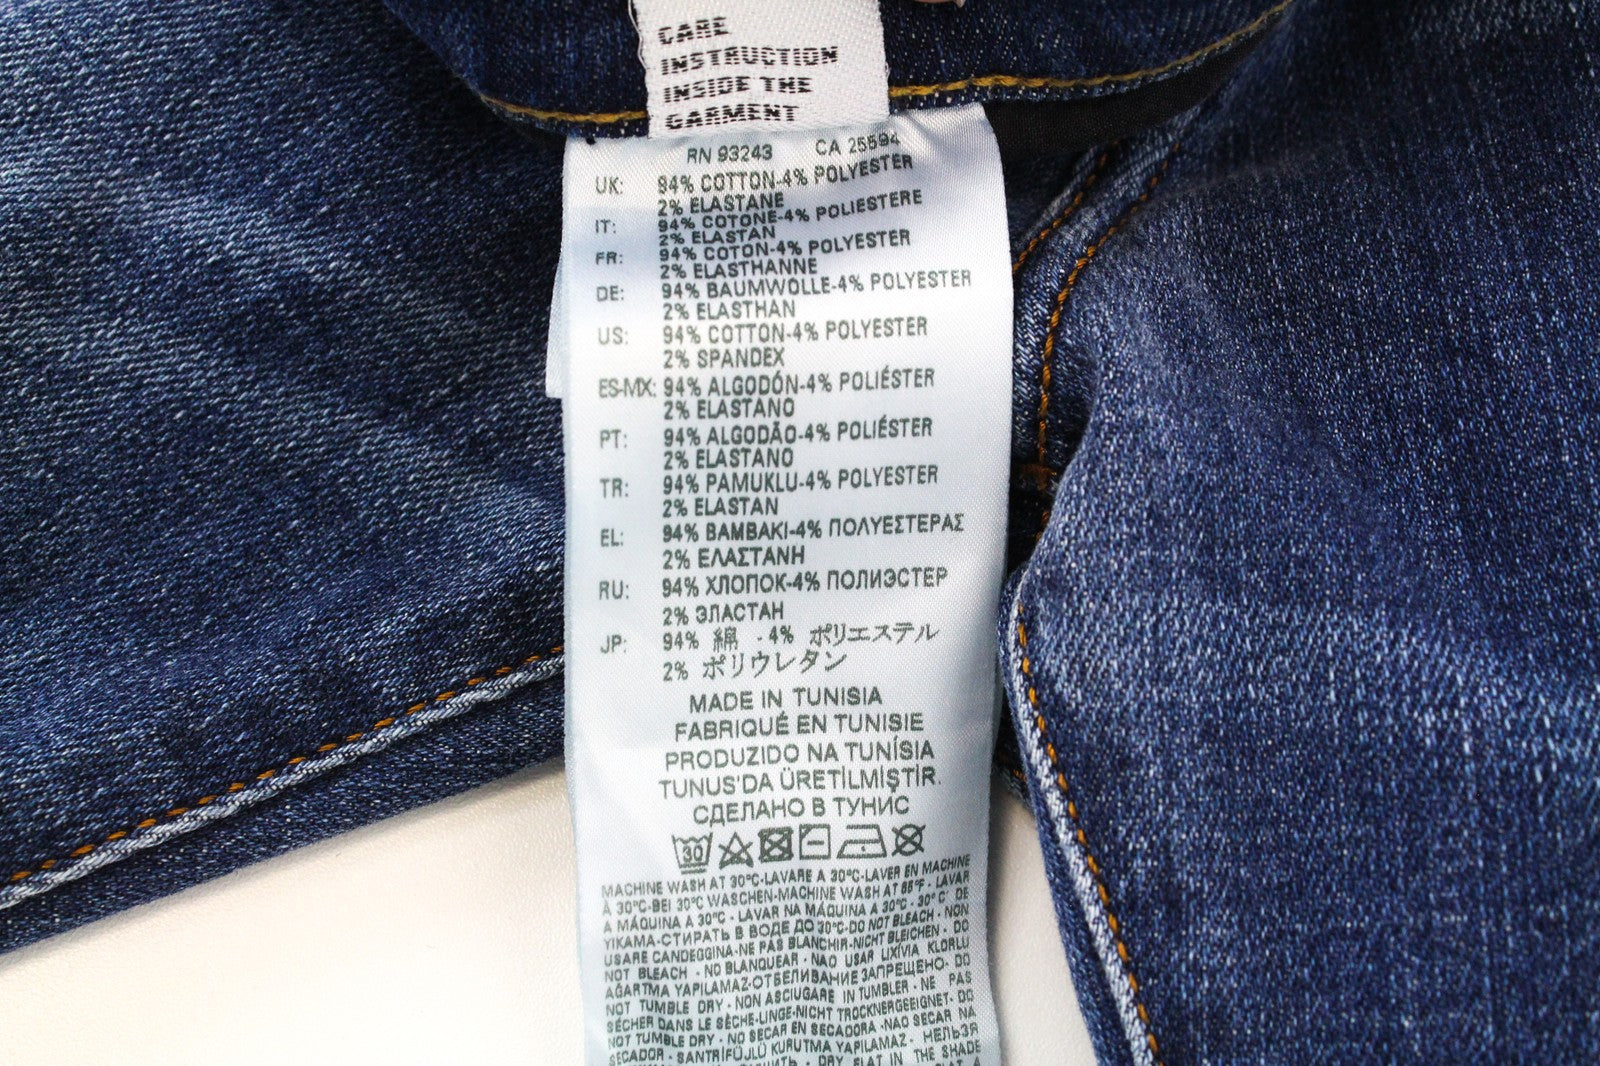 CARE
INSTRUCTION
INSIDE THE
GARMENT
RN 93243 CA 25594
UK: 94% COTTON-4% POLYESTER
2% ELASTANE
IT: 94% COTONE-4% POLIESTERE
2% ELASTAN
FR: 94% COTON-4% POLYESTER
2% ELASTHANNE
DE: 94% BAUMWOLLE-4% POLYESTER
2% ELASTHAN
US: 94% COTTON-4% POLYESTER
2% SPANDEX
ES-MX: 94% ALGODÓN-4% POLIÉSTER
2% ELASTANO
PT: 94% ALGODÃO-4% POLIÉSTER
2% ELASTANO
TR: 94% PAMUKLU-4% POLYESTER
2% ELASTAN
EL: 94% ΒΑΜΒΑΚΙ-4% ΠΟΛΥΕΣΤΕΡΑΣ
2% ΕΛΑΣΤΑΝΗ
RU: 94% ХЛОПОК-4% ПОЛИЭСТЕР
2% ЭЛАСТАН
JP: 94% 綿 - 4% ポリエステル
2% ポリウレタン
MADE IN TUNISIA
FABRIQUÉ EN TUNISIE
PRODUZIDO NA TUNÍSIA
TUNUS'DA ÜRETİLMİŞTİR.
СДЕЛАНО В ТУНИС
30
MACHINE WASH AT 30°C-LAVARE A 30°C-LAVER EN MACHINE
À 30°C-BEI 30°C WASCHEN-MACHINE WASH AT 86°F - LAVAR
A MÁQUINA A 30°C - LAVAR NA MÁQUINA A 30°C - 30°C' DE
YIKAMA-СТИРАТЬ В ВОДЕ ДО 30°C-DO NOT BLEACH - NON
USARE CANDEGGINA-NE PAS BLANCHIR-NICHT BLEICHEN - DO
NOT BLEACH - NO BLANQUEAR - NAO USAR LIXÍVIA KLORLU
AĞARTMA YAPILAMAZ-ОТБЕЛИВАНИЕ ЗАПРЕЩЕНО- DO
NOT TUMBLE DRY - NON ASCIUGARE IN TUMBLER - NE PAS
SÉCHER DANS LE SÈCHE-LINGE-NICHT TROCKNERGEEIGNET- DO
NOT TUMBLE DRY - NO SECAR EN SECADORA -NAO SECAR NA
SECADOR - SANTRİFÜJLÜ KURUTMA YAPILAMAZ - НЕЛЬЗЯ
- DRY FLAT IN THE SHADE